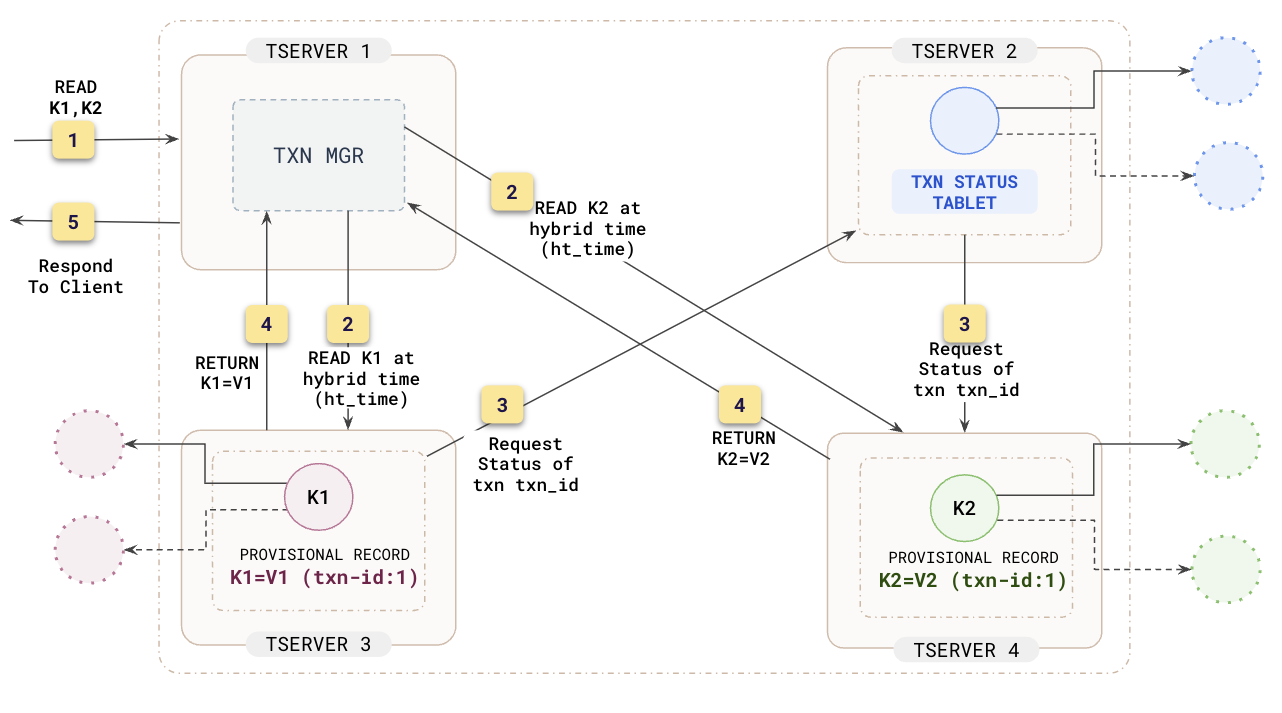 TSERVER 1
TSERVER 2
READ
K1,K2
1
TXN MGR
TXN STATUS
TABLET
2
READ K2 at
hybrid time
(ht_time)
5
Respond
To Client
4
RETURN
K1=V1
2
READ K1 at
hybrid time
(ht_time)
3
Request
Status of
txn txn_id
3
Request
Status of
txn txn_id
4
RETURN
K2=V2
K1
PROVISIONAL RECORD
K1=V1 (txn-id:1)
TSERVER 3
K2
PROVISIONAL RECORD
K2=V2 (txn-id:1)
TSERVER 4